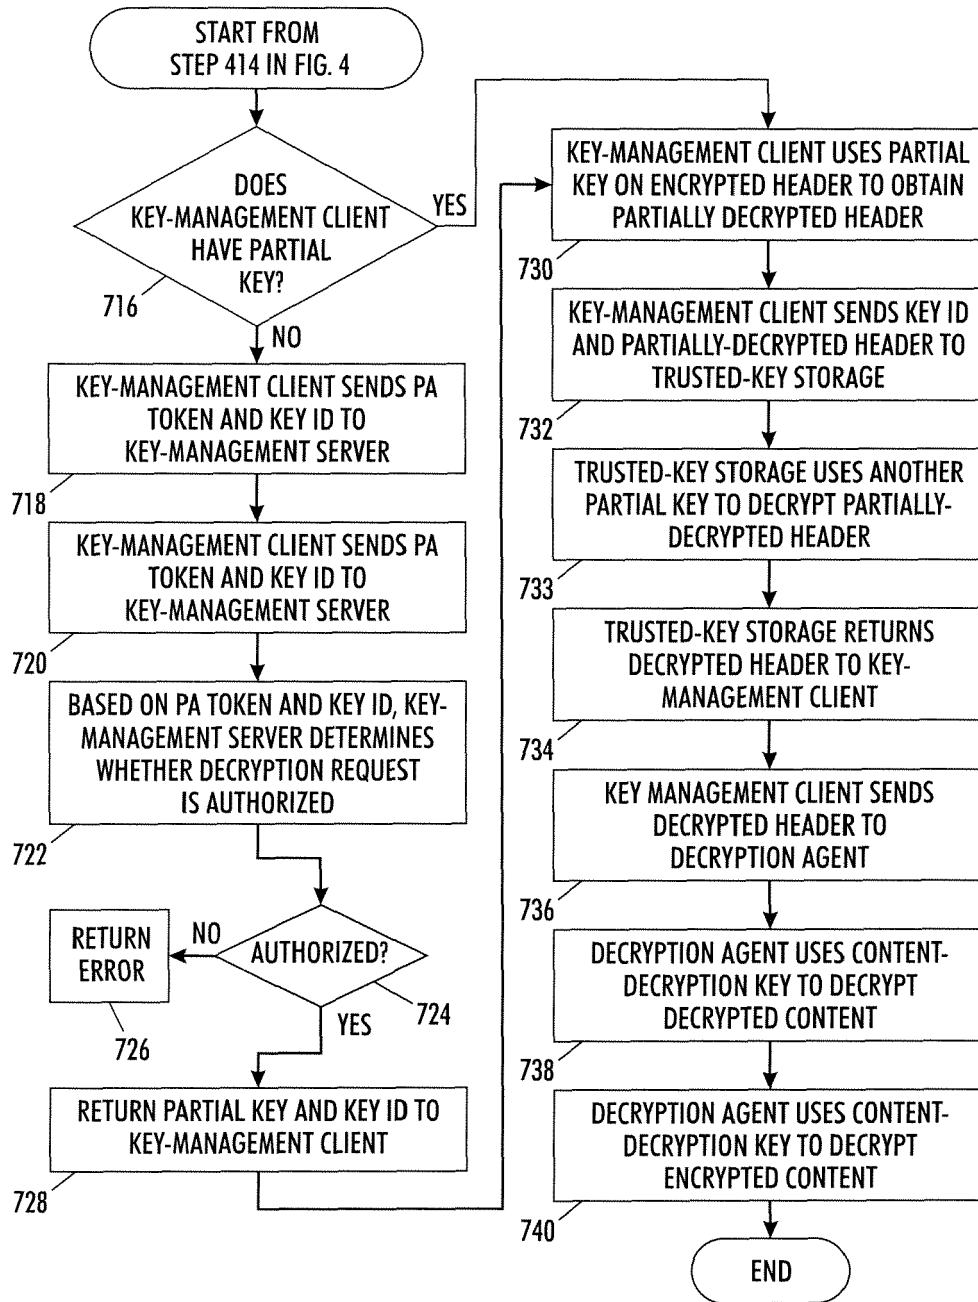 START FROM
STEP 414 IN FIG. 4
DOES
KEY-MANAGEMENT CLIENT
HAVE PARTIAL
KEY?
716
YES
NO
KEY-MANAGEMENT CLIENT SENDS PA
TOKEN AND KEY ID TO
KEY-MANAGEMENT SERVER
718
KEY-MANAGEMENT CLIENT SENDS PA
TOKEN AND KEY ID TO
KEY-MANAGEMENT SERVER
720
BASED ON PA TOKEN AND KEY ID, KEY-
MANAGEMENT SERVER DETERMINES
WHETHER DECRYPTION REQUEST
IS AUTHORIZED
722
AUTHORIZED?
724
NO
RETURN
ERROR
726
YES
RETURN PARTIAL KEY AND KEY ID TO
KEY-MANAGEMENT CLIENT
728
KEY-MANAGEMENT CLIENT USES PARTIAL
KEY ON ENCRYPTED HEADER TO OBTAIN
PARTIALLY DECRYPTED HEADER
730
KEY-MANAGEMENT CLIENT SENDS KEY ID
AND PARTIALLY-DECRYPTED HEADER TO
TRUSTED-KEY STORAGE
732
TRUSTED-KEY STORAGE USES ANOTHER
PARTIAL KEY TO DECRYPT PARTIALLY-
DECRYPTED HEADER
733
TRUSTED-KEY STORAGE RETURNS
DECRYPTED HEADER TO KEY-
MANAGEMENT CLIENT
734
KEY MANAGEMENT CLIENT SENDS
DECRYPTED HEADER TO
DECRYPTION AGENT
736
DECRYPTION AGENT USES CONTENT-
DECRYPTION KEY TO DECRYPT
DECRYPTED CONTENT
738
DECRYPTION AGENT USES CONTENT-
DECRYPTION KEY TO DECRYPT
ENCRYPTED CONTENT
740
END